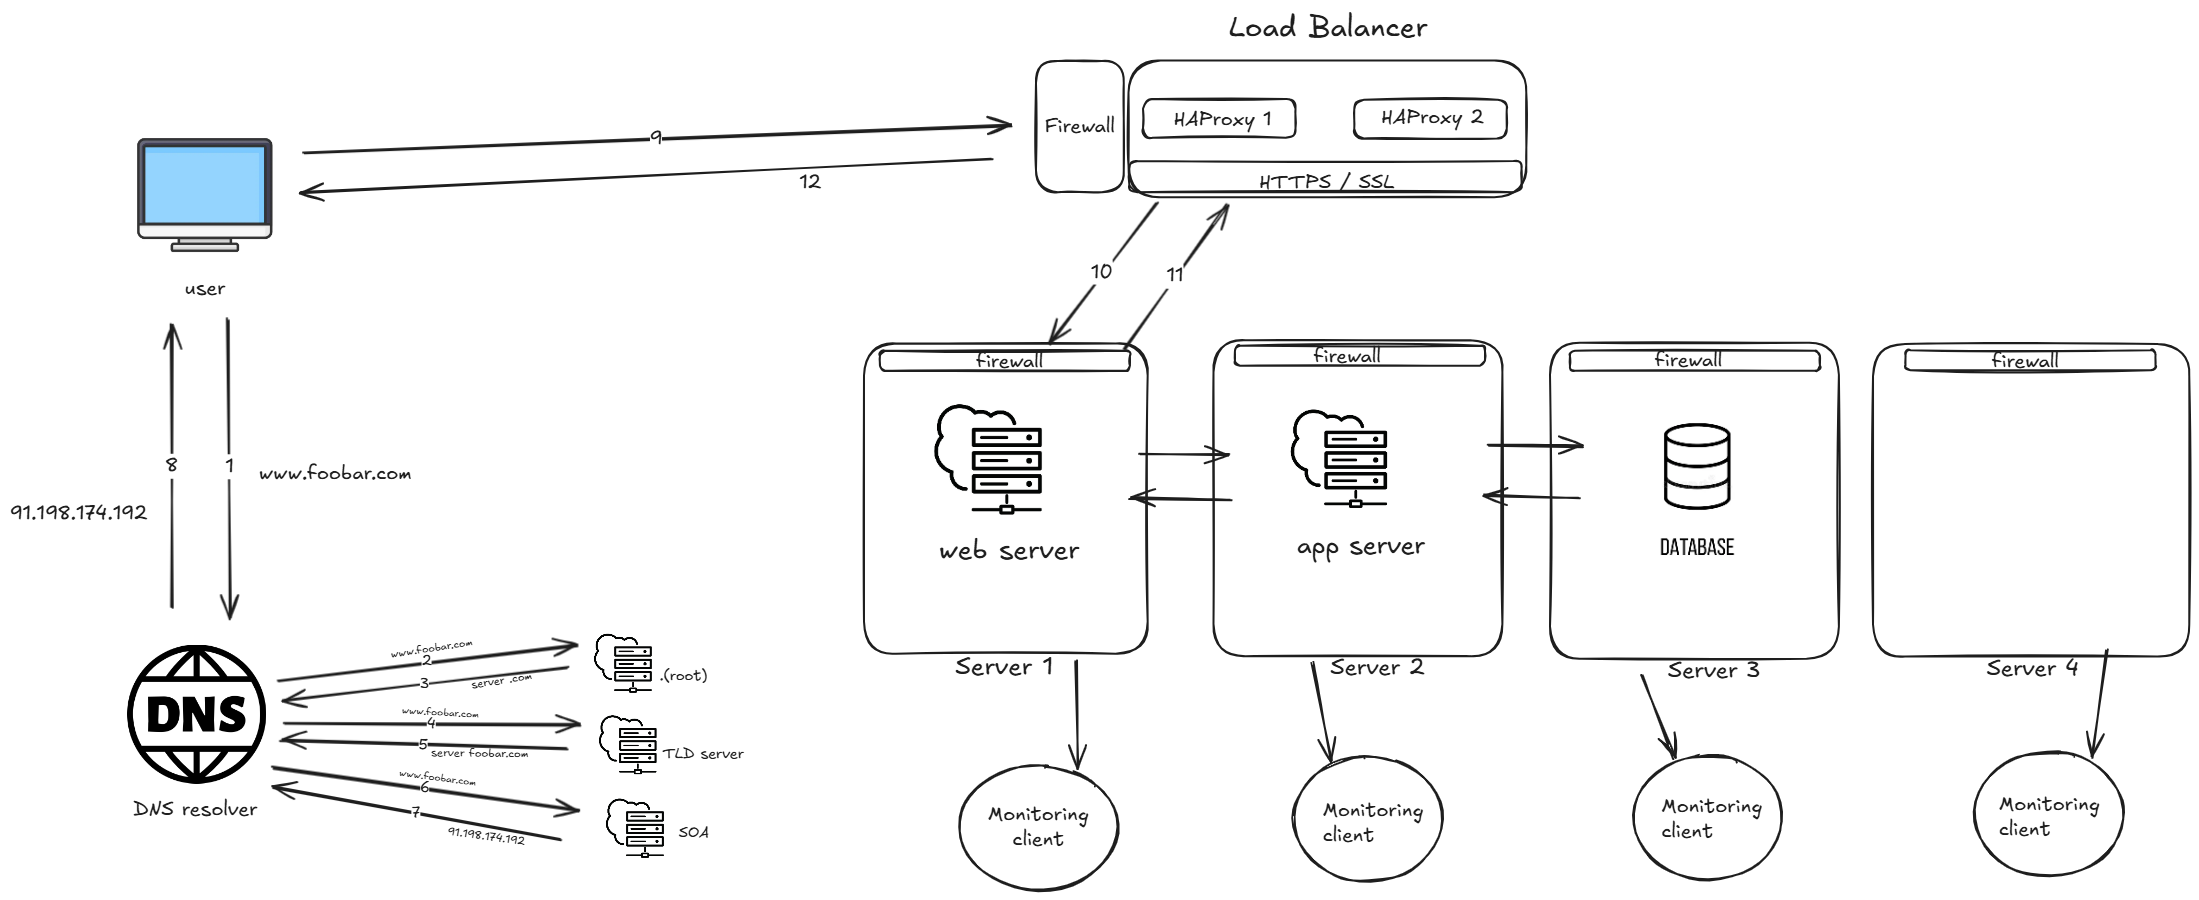 Load Balancer
Firewall
HAProxy 1
HAProxy 2
HTTPS / SSL
9
12
user
10
11
8
1
www.foobar.com
91.198.174.192
firewall
web server
Server 1
firewall
app server
Server 2
firewall
DATABASE
Server 3
firewall
Server 4
DNS
DNS resolver
www.foobar.com
2
3
server .com
.(root)
www.foobar.com
4
5
server foobar.com
TLD server
www.foobar.com
6
7
91.198.174.192
SOA
Monitoring
client
Monitoring
client
Monitoring
client
Monitoring
client